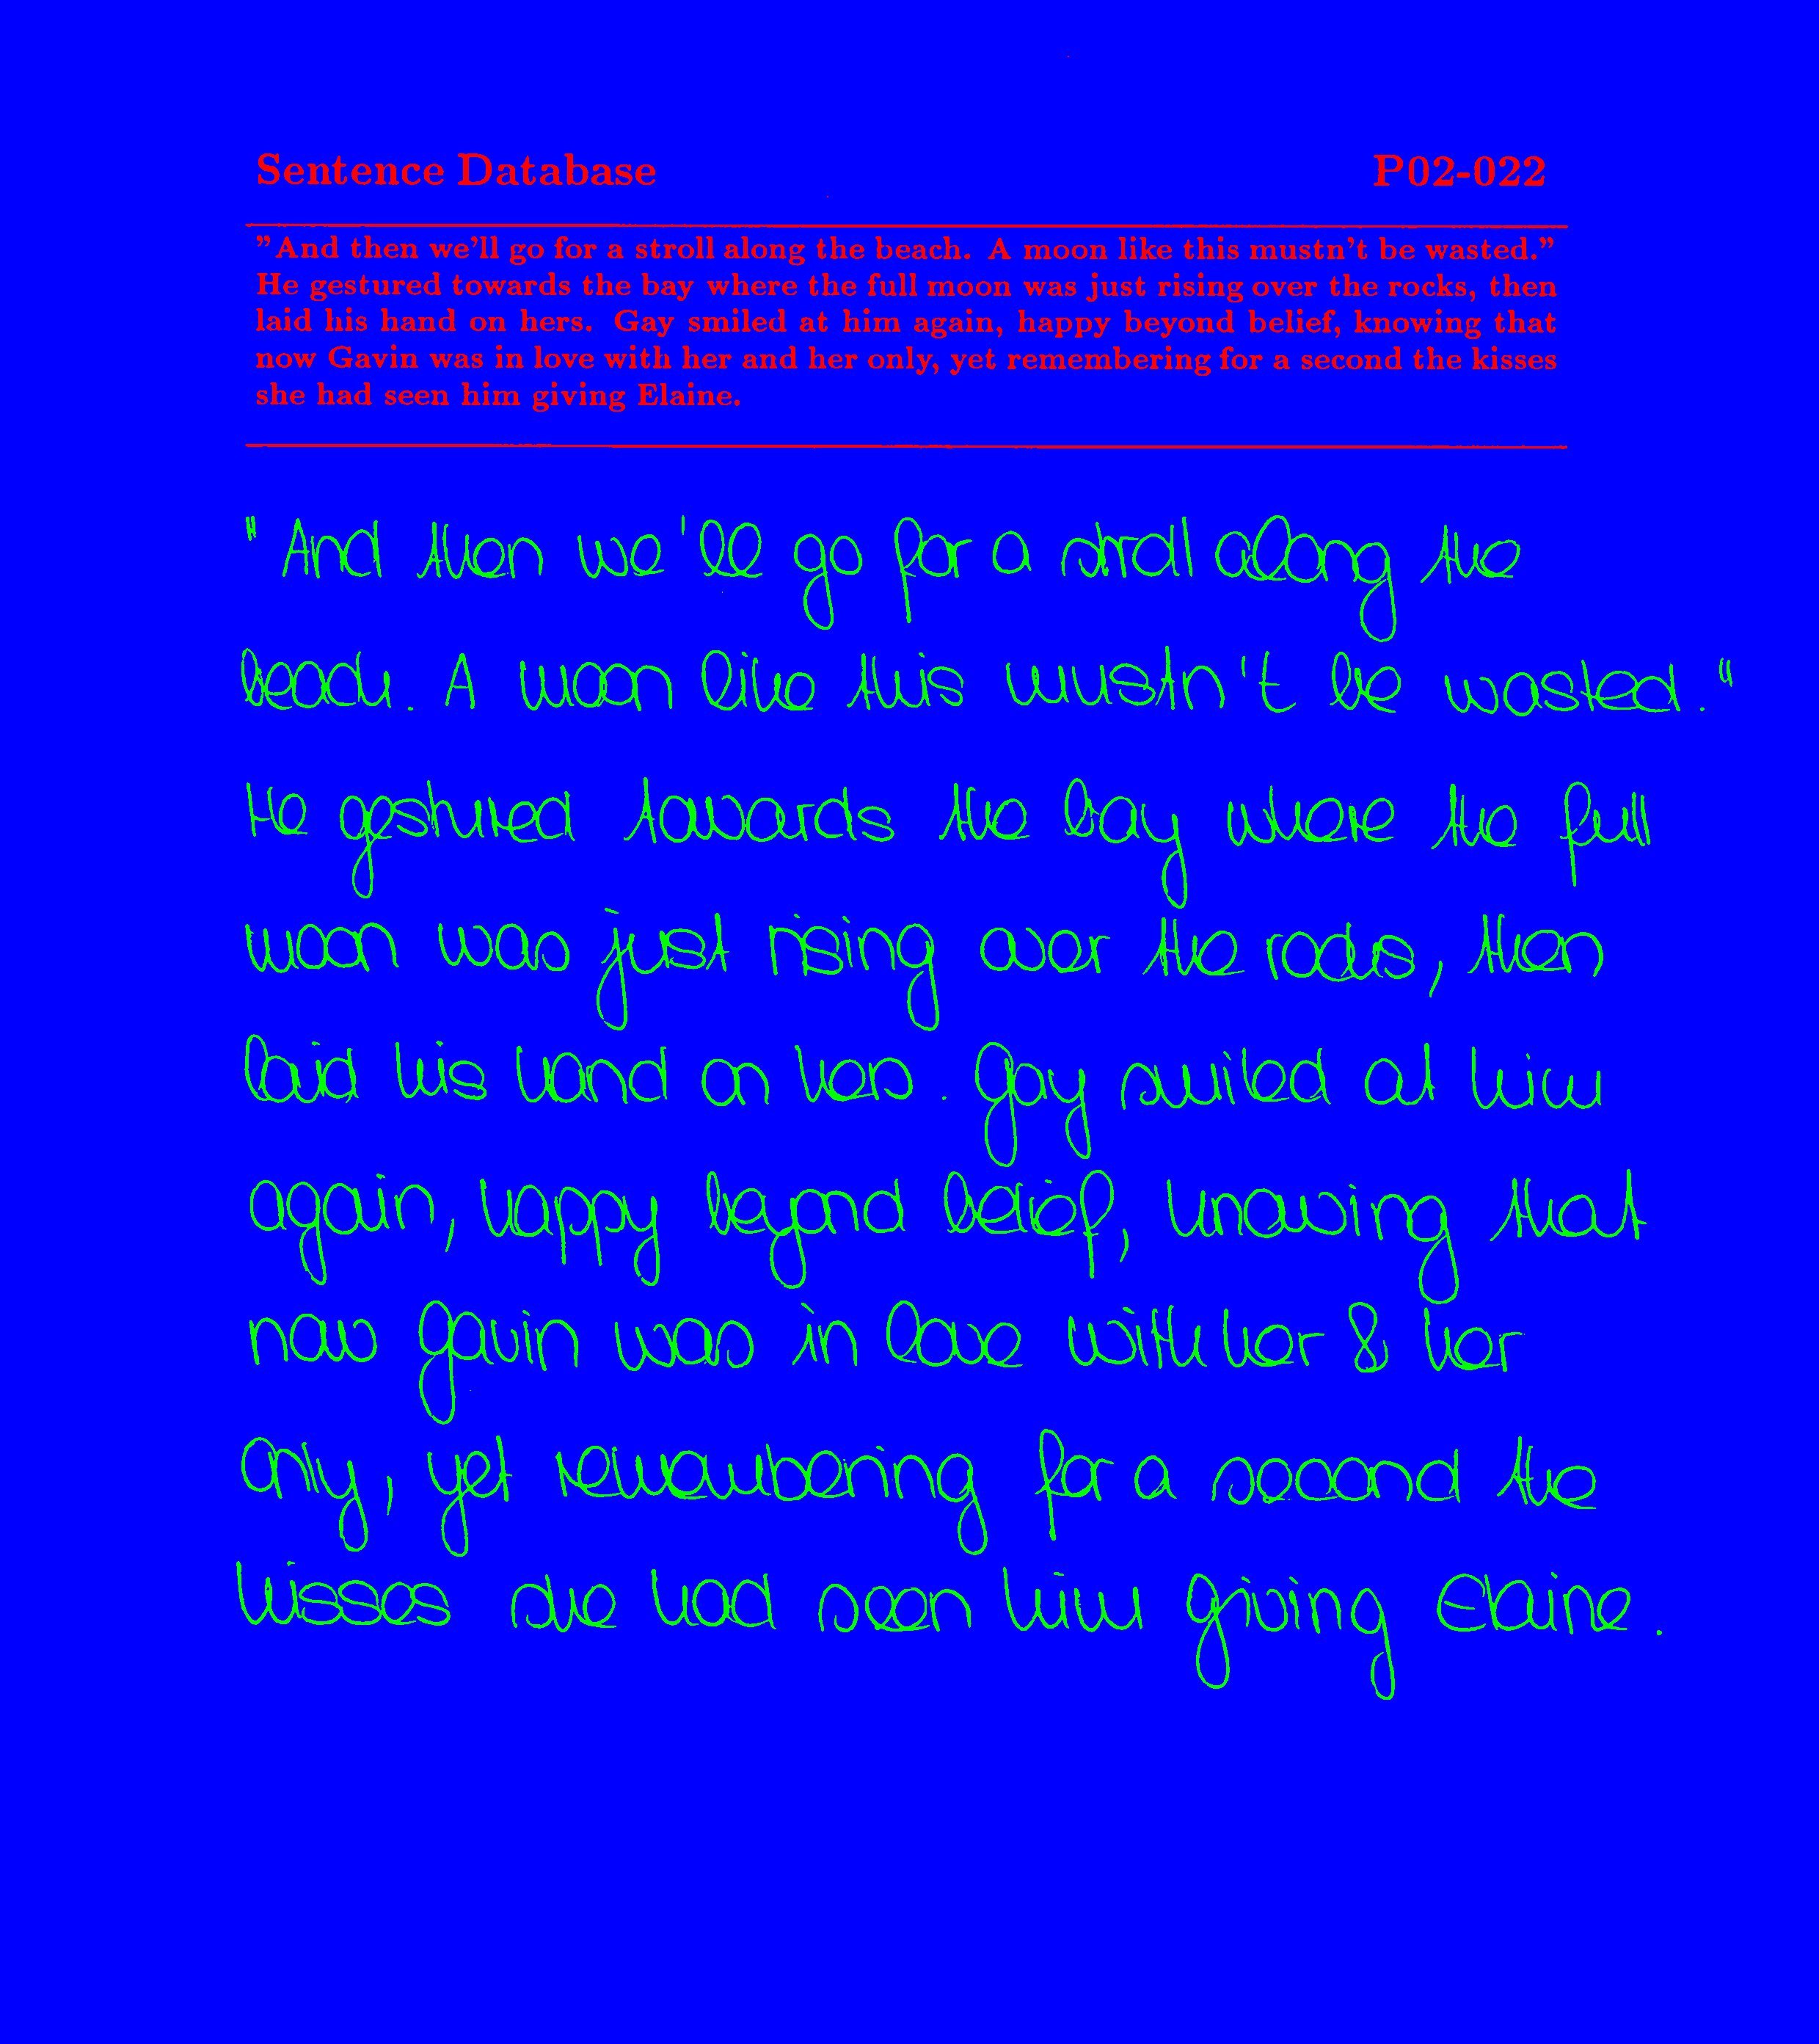 Sentence Database P02-022
"And then we'll go for a stroll along the beach. A moon like this mustn't be wasted."
He gestured towards the bay where the full moon was just rising over the rocks, then
laid his hand on hers. Gay smiled at him again, happy beyond belief, knowing that
now Gavin was in love with her and her only, yet remembering for a second the kisses
she had seen him giving Elaine.
"And then we'll go for a stroll along the
beach. A moon like this mustn't be wasted."
He gestured towards the bay where the full
moon was just rising over the rocks, then
laid his hand on hers. Gay smiled at him
again, happy beyond belief, knowing that
now Gavin was in love with her & her
only, yet remembering for a second the
kisses she had seen him giving Elaine.